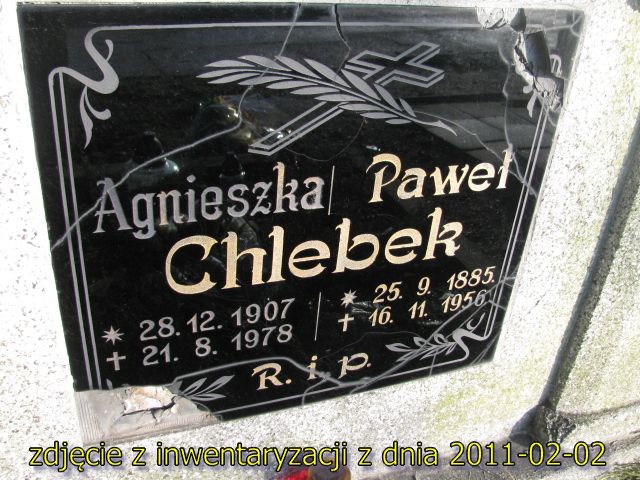 Agnieszka Paweł
Chlebek
* 28. 12. 1907 * 25. 9. 1885.
+ 21. 8. 1978 + 16. 11. 1956
R. i. p.
zdjęcie z inwentaryzacji z dnia 2011-02-02